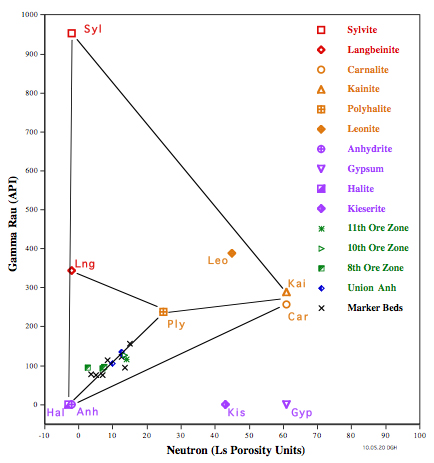 1000
900
800
700
600
500
400
300
200
100
0
-10 0 10 20 30 40 50 60 70 80 90 100
Gamma Rau (API)
Neutron (Ls Porosity Units)
10.05.20 DGH
Syl
Lng
Leo
Kai
Car
Ply
Hal
Anh
Kis
Gyp
Sylvite
Langbeinite
Carnalite
Kainite
Polyhalite
Leonite
Anhydrite
Gypsum
Halite
Kieserite
11th Ore Zone
10th Ore Zone
8th Ore Zone
Union Anh
Marker Beds